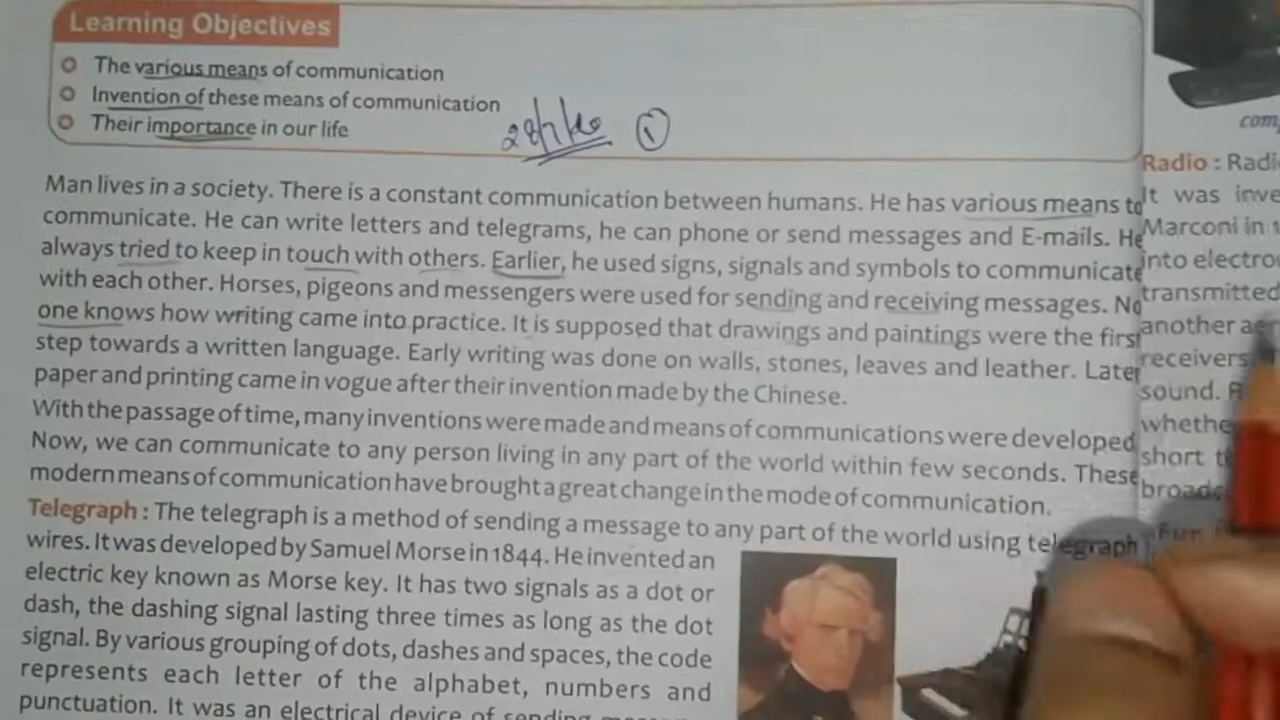 Learning Objectives
The various means of communication
Invention of these means of communication
Their importance in our life
1
Man lives in a society. There is a constant communication between humans. He has various means to
communicate. He can write letters and telegrams, he can phone or send messages and E-mails. He
always tried to keep in touch with others. Earlier, he used signs, signals and symbols to communicate
with each other. Horses, pigeons and messengers were used for sending and receiving messages. No
one knows how writing came into practice. It is supposed that drawings and paintings were the first
step towards a written language. Early writing was done on walls, stones, leaves and leather. Later
paper and printing came in vogue after their invention made by the Chinese.
With the passage of time, many inventions were made and means of communications were developed
Now, we can communicate to any person living in any part of the world within few seconds. These
modern means of communication have brought a great change in the mode of communication.
Telegraph : The telegraph is a method of sending a message to any part of the world using telegraph
wires. It was developed by Samuel Morse in 1844. He invented an
electric key known as Morse key. It has two signals as a dot or
dash, the dashing signal lasting three times as long as the dot
signal. By various grouping of dots, dashes and spaces, the code
represents each letter of the alphabet, numbers and
punctuation. It was an electrical device of sending
com
Radio : Radi
It was inve
Marconi in
into electro
transmitted
another
receivers
sound.
whethe
short t
broadc
Fun